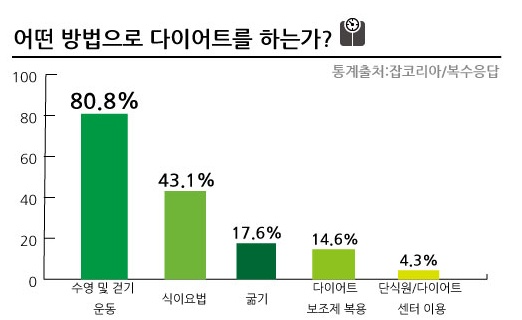 어떤 방법으로 다이어트를 하는가?
통계출처:잡코리아/복수응답
100
80
60
40
20
0
80.8%
43.1%
17.6%
14.6%
4.3%
수영 및 걷기
운동
식이요법
굶기
다이어트
보조제 복용
단식원/다이어트
센터 이용